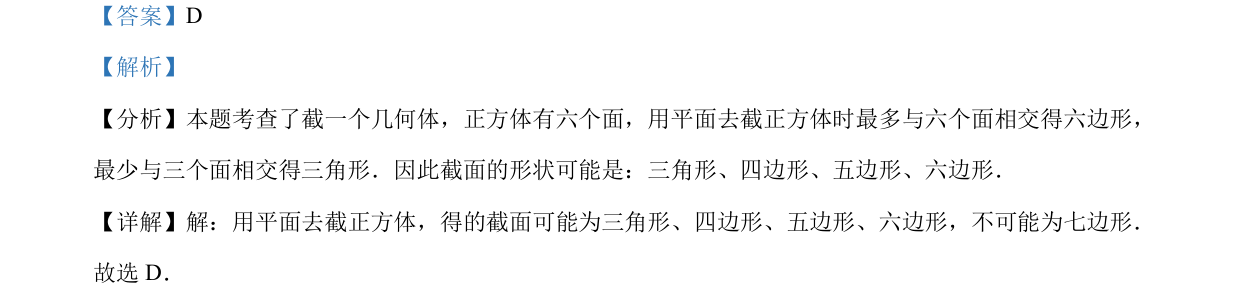 【答案】D
【解析】
【分析】本题考查了截一个几何体，正方体有六个面，用平面去截正方体时最多与六个面相交得六边形，
最少与三个面相交得三角形．因此截面的形状可能是：三角形、四边形、五边形、六边形．
【详解】解：用平面去截正方体，得的截面可能为三角形、四边形、五边形、六边形，不可能为七边形．
故选 D．